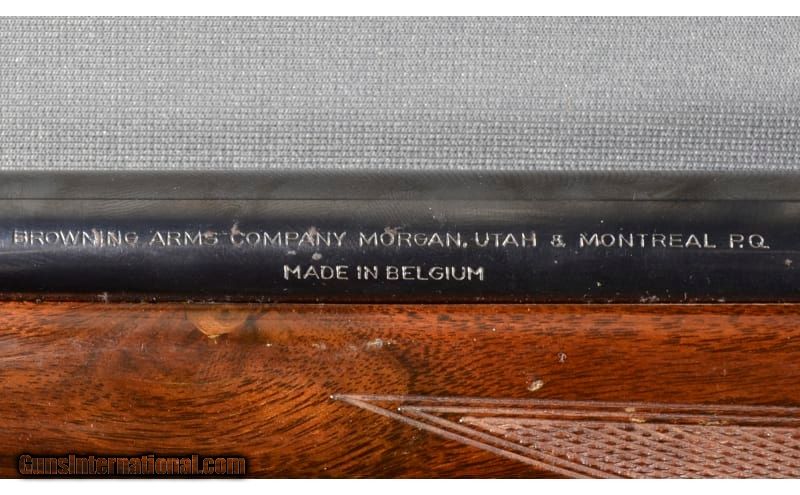 BROWNING ARMS COMPANY MORGAN, UTAH & MONTREAL P.Q.
MADE IN BELGIUM
GunsInternational.com